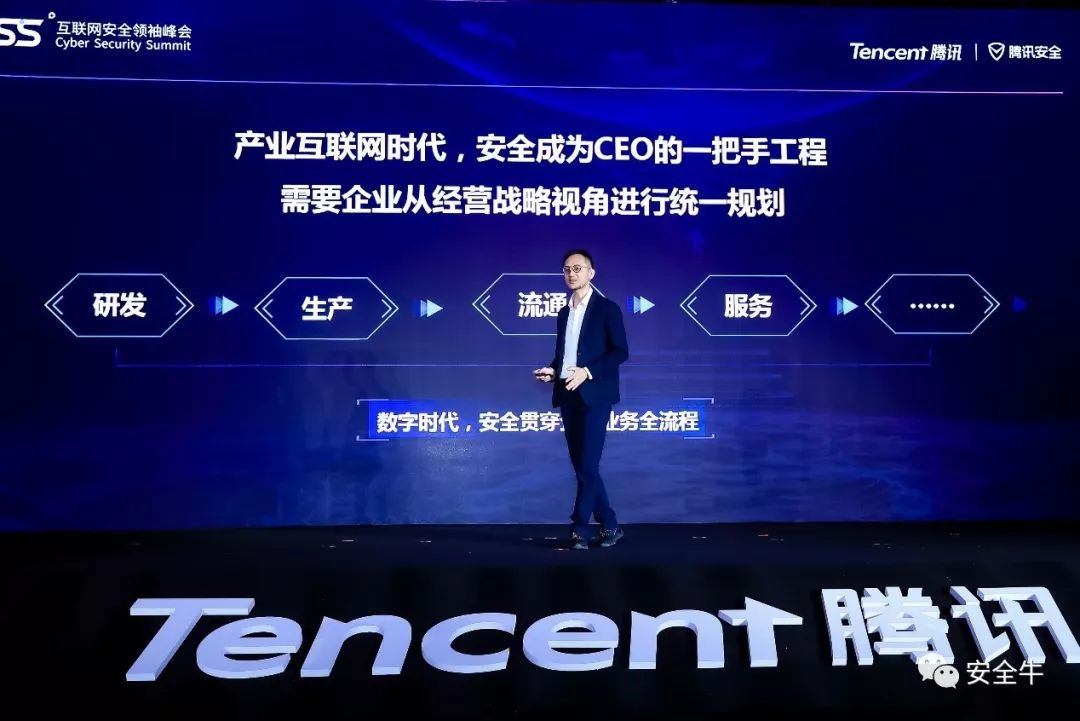 SS 互联网安全领袖峰会
Cyber Security Summit
Tencent 腾讯 | 腾讯安全
产业互联网时代，安全成为CEO的一把手工程
需要企业从经营战略视角进行统一规划
研发 生产 流通 服务 ······
数字时代，安全贯穿 业务全流程
Tencent 腾讯
安全牛